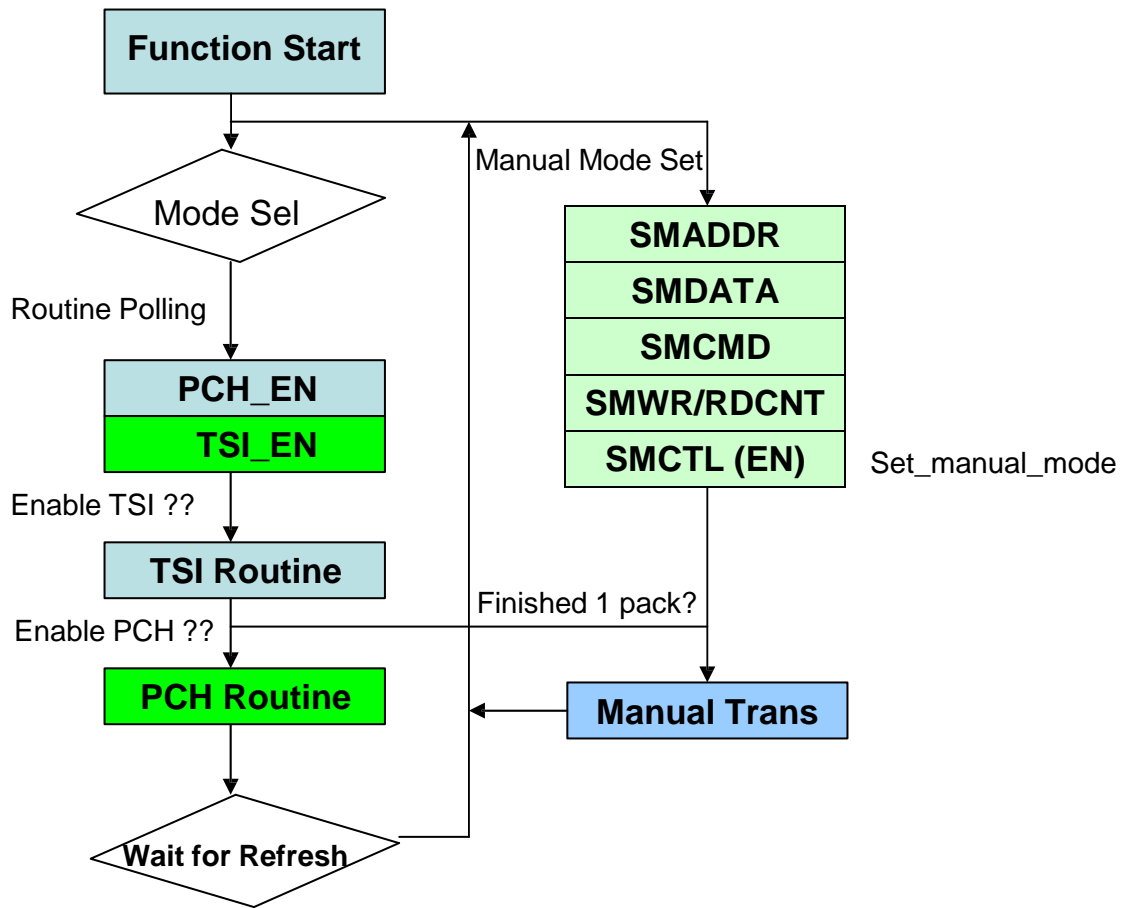 Function Start
Manual Mode Set
Mode Sel
SMADDR
SMDATA
Routine Polling
SMCMD
PCH_EN
SMWR/RDCNT
TSI_EN
SMCTL (EN)
Set_manual_mode
Enable TSI ??
TSI Routine
Finished 1 pack?
Enable PCH ??
PCH Routine
Manual Trans
Wait for Refresh